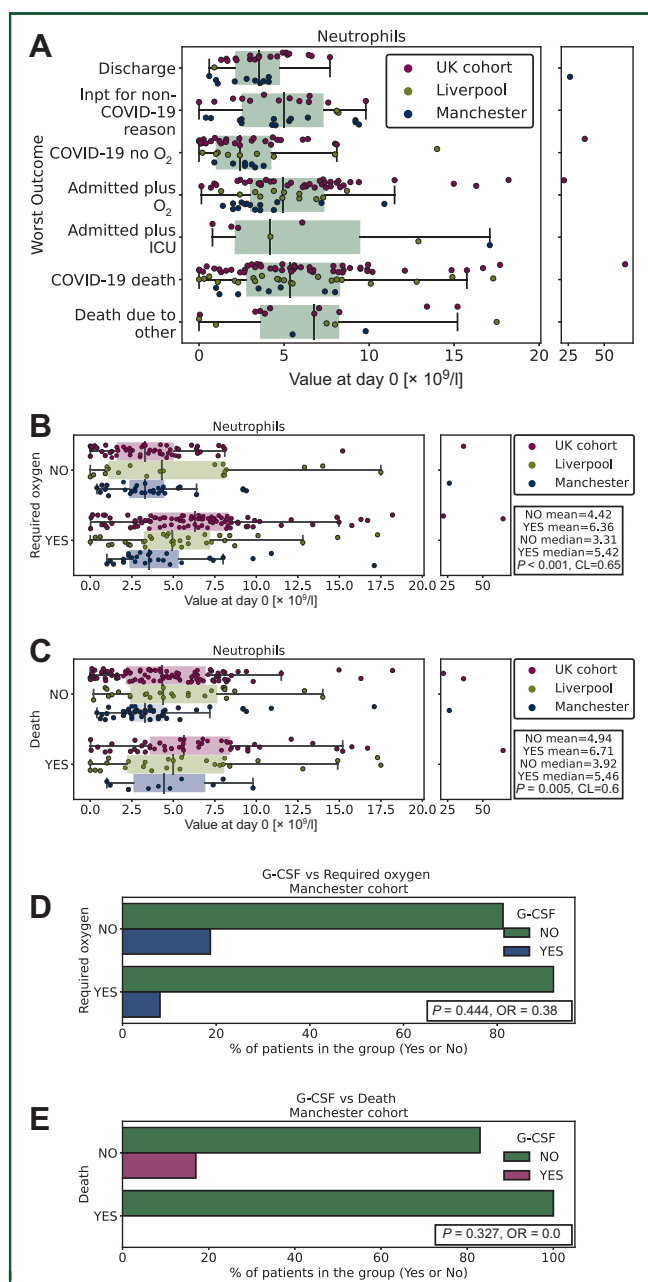 A
Neutrophils
UK cohort
Liverpool
Manchester
Worst Outcome
Discharge
Inpt for non-
COVID-19
reason
COVID-19 no O₂
Admitted plus
O₂
Admitted plus
ICU
COVID-19 death
Death due to
other
0 5 10 15 20 25 50
Value at day 0 [× 10⁹/l]
B
Neutrophils
Required oxygen
NO
YES
0.0 2.5 5.0 7.5 10.0 12.5 15.0 17.5 20.0 25 50
Value at day 0 [× 10⁹/l]
UK cohort
Liverpool
Manchester
NO mean=4.42
YES mean=6.36
NO median=3.31
YES median=5.42
P < 0.001, CL=0.65
C
Neutrophils
Death
NO
YES
0.0 2.5 5.0 7.5 10.0 12.5 15.0 17.5 20.0 25 50
Value at day 0 [× 10⁹/l]
UK cohort
Liverpool
Manchester
NO mean=4.94
YES mean=6.71
NO median=3.92
YES median=5.46
P = 0.005, CL=0.6
D
G-CSF vs Required oxygen
Manchester cohort
Required oxygen
NO
YES
G-CSF
NO
YES
P = 0.444, OR = 0.38
0 20 40 60 80
% of patients in the group (Yes or No)
E
G-CSF vs Death
Manchester cohort
Death
NO
YES
G-CSF
NO
YES
P = 0.327, OR = 0.0
0 20 40 60 80 100
% of patients in the group (Yes or No)